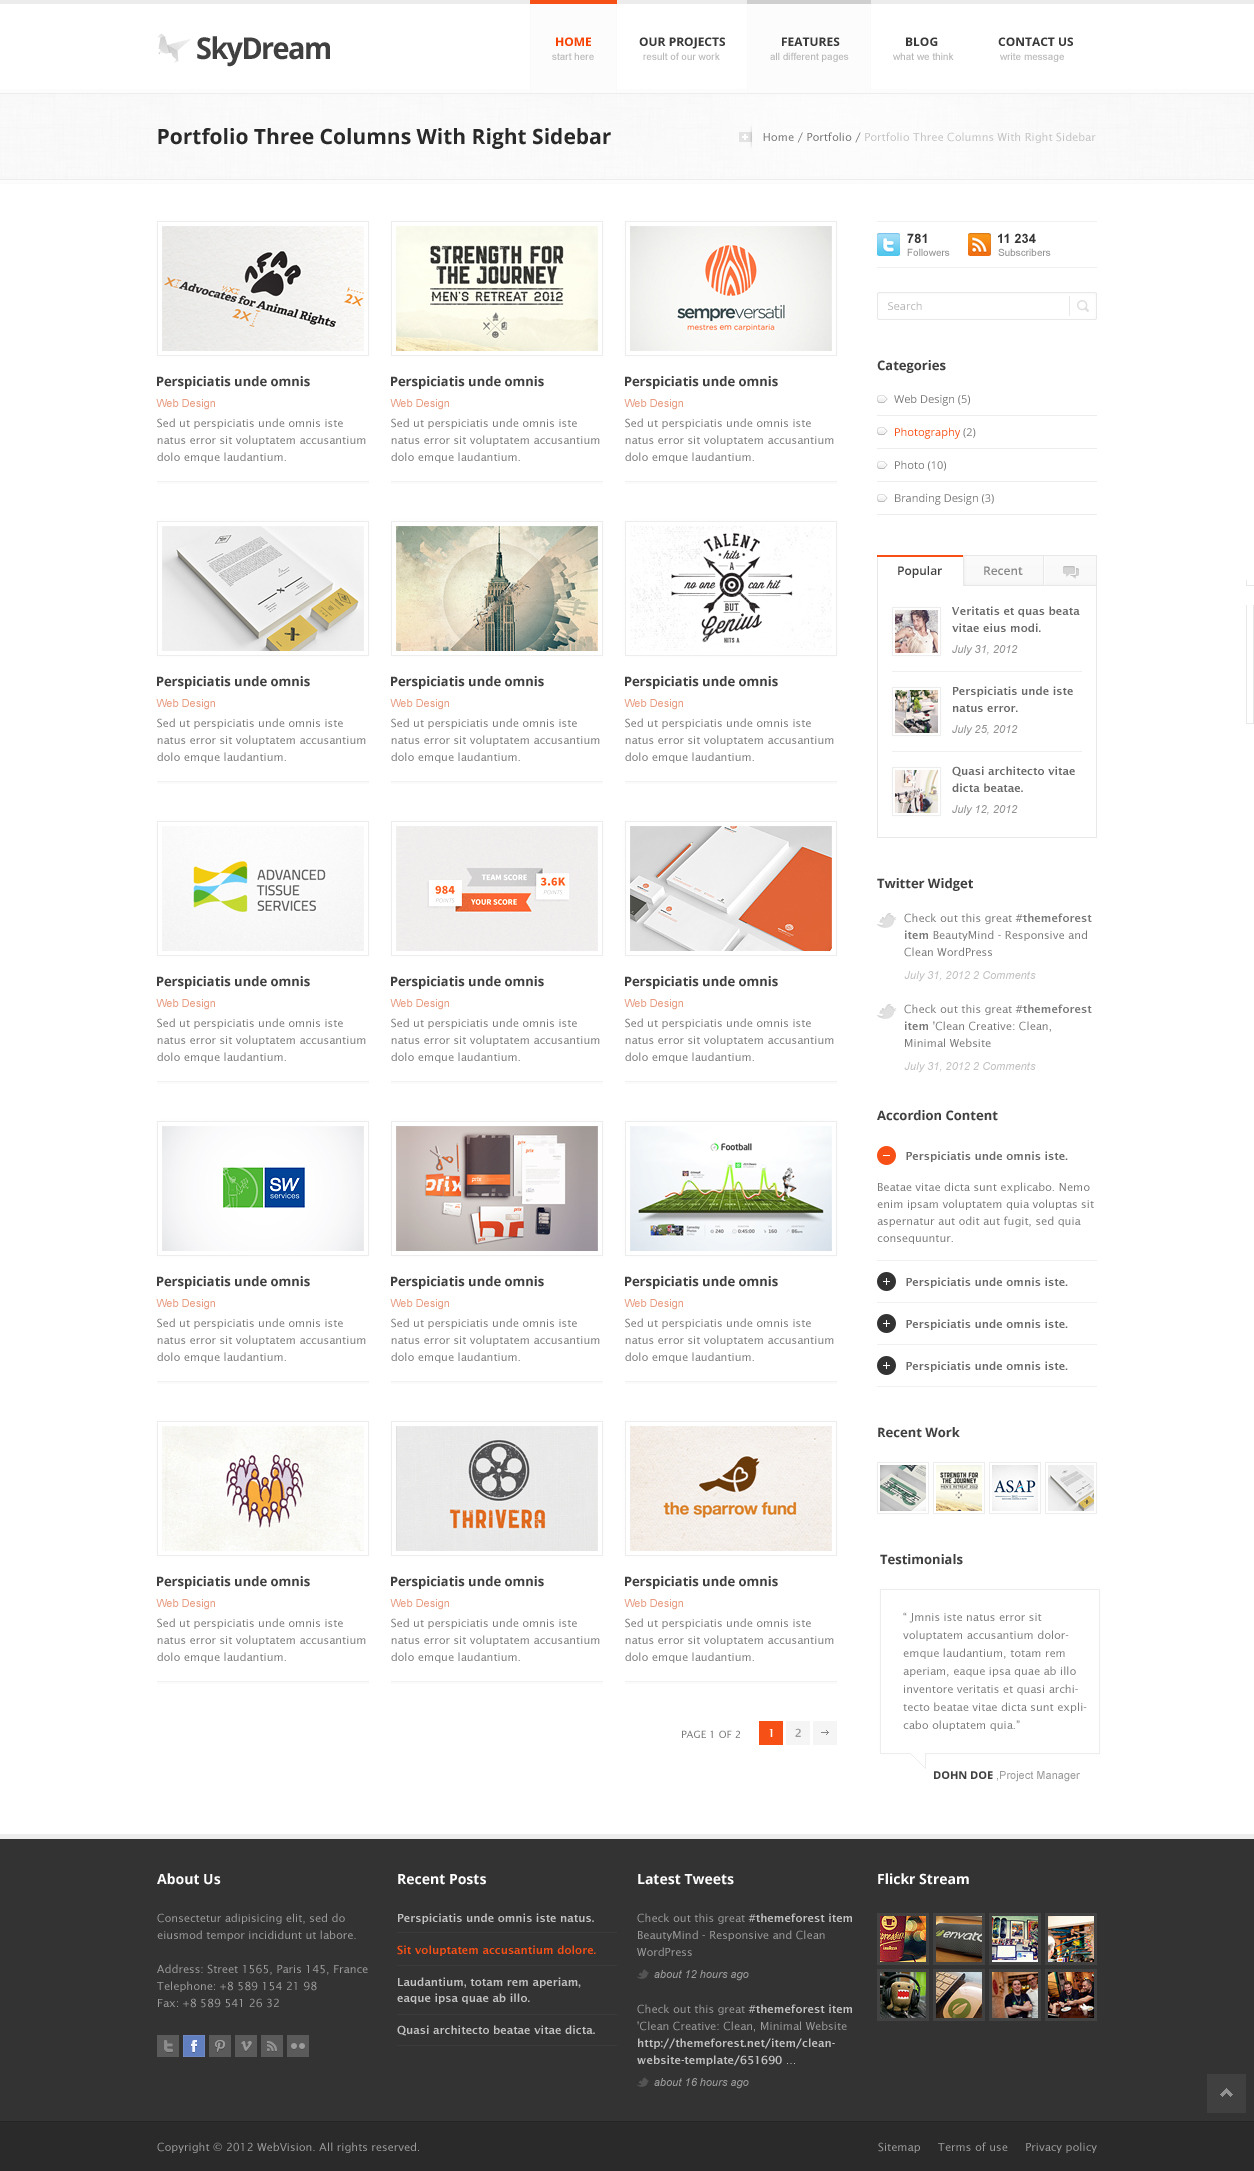 SkyDream
HOME
start here
OUR PROJECTS
result of our work
FEATURES
all different pages
BLOG
what we think
CONTACT US
write message
Portfolio Three Columns With Right Sidebar
Home / Portfolio / Portfolio Three Columns With Right Sidebar
AFAR
Advocates for Animal Rights
2X
2X
STRENGTH FOR
THE JOURNEY
MEN'S RETREAT 2012
sempreversatil
mestres em carpintaria
Perspiciatis unde omnis
Web Design
Sed ut perspiciatis unde omnis iste
natus error sit voluptatem accusantium
dolo emque laudantium.
Perspiciatis unde omnis
Web Design
Sed ut perspiciatis unde omnis iste
natus error sit voluptatem accusantium
dolo emque laudantium.
Perspiciatis unde omnis
Web Design
Sed ut perspiciatis unde omnis iste
natus error sit voluptatem accusantium
dolo emque laudantium.
TALENT
hits
A
no one can hit
BUT
Genius
HITS A
Perspiciatis unde omnis
Web Design
Sed ut perspiciatis unde omnis iste
natus error sit voluptatem accusantium
dolo emque laudantium.
Perspiciatis unde omnis
Web Design
Sed ut perspiciatis unde omnis iste
natus error sit voluptatem accusantium
dolo emque laudantium.
Perspiciatis unde omnis
Web Design
Sed ut perspiciatis unde omnis iste
natus error sit voluptatem accusantium
dolo emque laudantium.
ADVANCED
TISSUE
SERVICES
TEAM SCORE
984
POINTS
3.6K
POINTS
YOUR SCORE
Perspiciatis unde omnis
Web Design
Sed ut perspiciatis unde omnis iste
natus error sit voluptatem accusantium
dolo emque laudantium.
Perspiciatis unde omnis
Web Design
Sed ut perspiciatis unde omnis iste
natus error sit voluptatem accusantium
dolo emque laudantium.
Perspiciatis unde omnis
Web Design
Sed ut perspiciatis unde omnis iste
natus error sit voluptatem accusantium
dolo emque laudantium.
SW
services
prix
prix
Football
240
0:45:00
160
Perspiciatis unde omnis
Web Design
Sed ut perspiciatis unde omnis iste
natus error sit voluptatem accusantium
dolo emque laudantium.
Perspiciatis unde omnis
Web Design
Sed ut perspiciatis unde omnis iste
natus error sit voluptatem accusantium
dolo emque laudantium.
Perspiciatis unde omnis
Web Design
Sed ut perspiciatis unde omnis iste
natus error sit voluptatem accusantium
dolo emque laudantium.
THRIVERA
the sparrow fund
Perspiciatis unde omnis
Web Design
Sed ut perspiciatis unde omnis iste
natus error sit voluptatem accusantium
dolo emque laudantium.
Perspiciatis unde omnis
Web Design
Sed ut perspiciatis unde omnis iste
natus error sit voluptatem accusantium
dolo emque laudantium.
Perspiciatis unde omnis
Web Design
Sed ut perspiciatis unde omnis iste
natus error sit voluptatem accusantium
dolo emque laudantium.
PAGE 1 OF 2
1
2
781
Followers
11 234
Subscribers
Search
Categories
Web Design (5)
Photography (2)
Photo (10)
Branding Design (3)
Popular
Recent
Veritatis et quas beata
vitae eius modi.
July 31, 2012
Perspiciatis unde iste
natus error.
July 25, 2012
Quasi architecto vitae
dicta beatae.
July 12, 2012
Twitter Widget
Check out this great #themeforest
item BeautyMind - Responsive and
Clean WordPress
July 31, 2012 2 Comments
Check out this great #themeforest
item 'Clean Creative: Clean,
Minimal Website
July 31, 2012 2 Comments
Accordion Content
Perspiciatis unde omnis iste.
Beatae vitae dicta sunt explicabo. Nemo
enim ipsam voluptatem quia voluptas sit
aspernatur aut odit aut fugit, sed quia
consequuntur.
Perspiciatis unde omnis iste.
Perspiciatis unde omnis iste.
Perspiciatis unde omnis iste.
Recent Work
STRENGTH FOR
THE JOURNEY
MEN'S RETREAT 2012
ASAP
Testimonials
" Jmnis iste natus error sit
voluptatem accusantium dolor-
emque laudantium, totam rem
aperiam, eaque ipsa quae ab illo
inventore veritatis et quasi archi-
tecto beatae vitae dicta sunt expli-
cabo oluptatem quia."
DOHN DOE ,Project Manager
About Us
Consectetur adipisicing elit, sed do
eiusmod tempor incididunt ut labore.
Address: Street 1565, Paris 145, France
Telephone: +8 589 154 21 98
Fax: +8 589 541 26 32
Recent Posts
Perspiciatis unde omnis iste natus.
Sit voluptatem accusantium dolore.
Laudantium, totam rem aperiam,
eaque ipsa quae ab illo.
Quasi architecto beatae vitae dicta.
Latest Tweets
Check out this great #themeforest item
BeautyMind - Responsive and Clean
WordPress
about 12 hours ago
Check out this great #themeforest item
'Clean Creative: Clean, Minimal Website
http://themeforest.net/item/clean-
website-template/651690 ...
about 16 hours ago
Flickr Stream
envato
Copyright © 2012 WebVision. All rights reserved.
Sitemap
Terms of use
Privacy policy